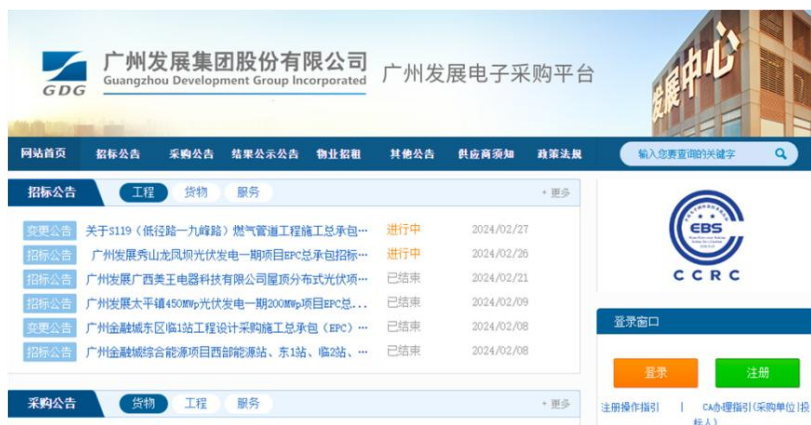 GDG
广州发展集团股份有限公司
Guangzhou Development Group Incorporated
广州发展电子采购平台
发展中心
网站首页 招标公告 采购公告 结果公示公告 物业招租 其他公告 供应商须知 政策法规 输入您要查询的关键字
招标公告 工程 货物 服务 +更多
变更公告 关于S119（低径路一九峰路）燃气管道工程施工总承包… 进行中 2024/02/27
招标公告 广州发展秀山龙凤坝光伏发电一期项目EPC总承包招标… 进行中 2024/02/26
招标公告 广州发展广西美王电器科技有限公司屋顶分布式光伏项… 已结束 2024/02/21
招标公告 广州发展太平镇450MWp光伏发电一期200MWp项目EPC总... 已结束 2024/02/09
变更公告 广州金融城东区临1站工程设计采购施工总承包（EPC）… 已结束 2024/02/08
招标公告 广州金融城综合能源项目西部能源站、东1站、临2站、… 已结束 2024/02/08
EBS
CCRC
登录窗口
登录 注册
注册操作指引 | CA办理指引(采购单位|投
标人)
采购公告 货物 工程 服务 +更多